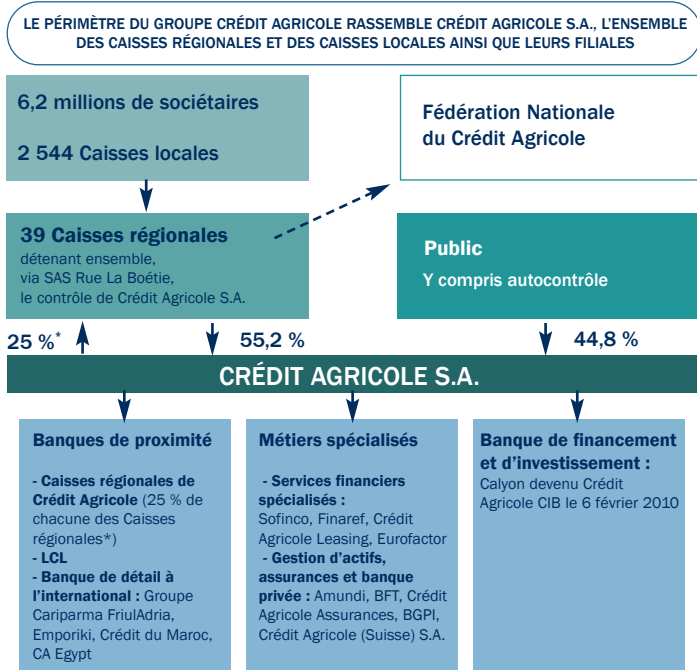 LE PÉRIMÈTRE DU GROUPE CRÉDIT AGRICOLE RASSEMBLE CRÉDIT AGRICOLE S.A., L'ENSEMBLE
DES CAISSES RÉGIONALES ET DES CAISSES LOCALES AINSI QUE LEURS FILIALES
6,2 millions de sociétaires
2 544 Caisses locales
Fédération Nationale
du Crédit Agricole
39 Caisses régionales
détenant ensemble,
via SAS Rue La Boétie,
le contrôle de Crédit Agricole S.A.
Public
Y compris autocontrôle
25 %*
55,2 %
44,8 %
CRÉDIT AGRICOLE S.A.
Banques de proximité
- Caisses régionales de
Crédit Agricole (25 % de
chacune des Caisses
régionales*)
- LCL
- Banque de détail à
l'international : Groupe
Cariparma FriulAdria,
Emporiki, Crédit du Maroc,
CA Egypt
Métiers spécialisés
- Services financiers
spécialisés :
Sofinco, Finaref, Crédit
Agricole Leasing, Eurofactor
- Gestion d'actifs,
assurances et banque
privée : Amundi, BFT, Crédit
Agricole Assurances, BGPI,
Crédit Agricole (Suisse) S.A.
Banque de financement
et d'investissement :
Calyon devenu Crédit
Agricole CIB le 6 février 2010